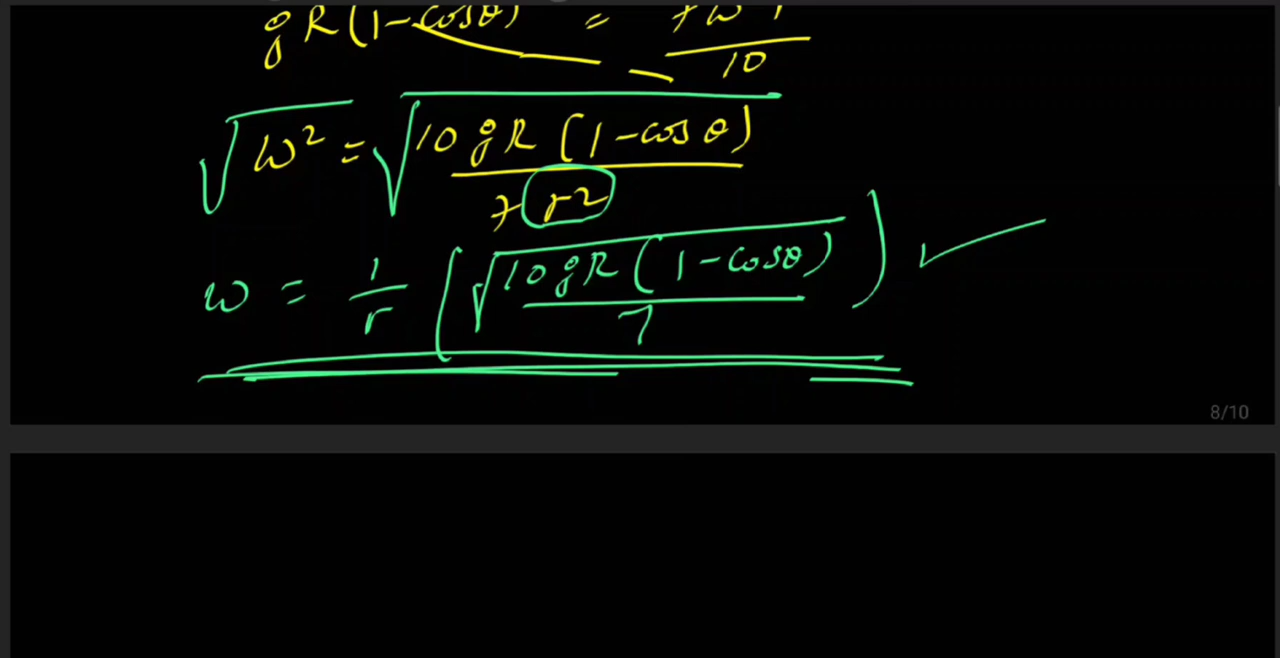 gR(1-cosθ) = 7ω²r²/10
√ω² = √(10gR(1-cosθ)/7r²)
ω = 1/r (√(10gR(1-cosθ)/7))
8/10